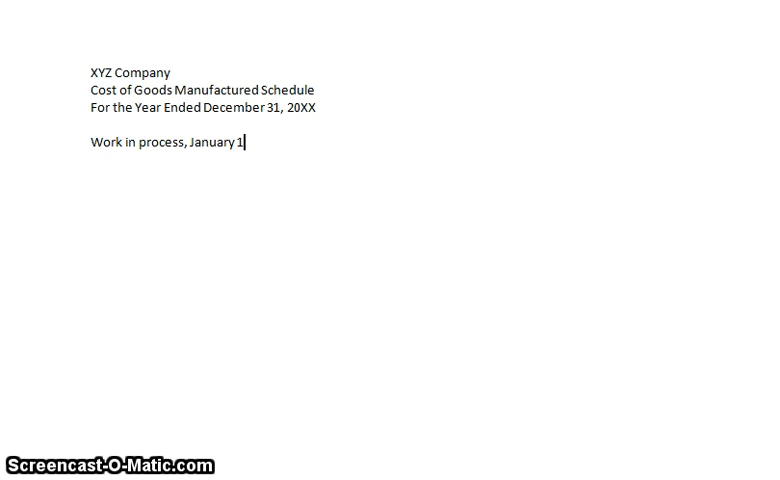 XYZ Company
Cost of Goods Manufactured Schedule
For the Year Ended December 31, 20XX
Work in process, January 1
Screencast-O-Matic.com